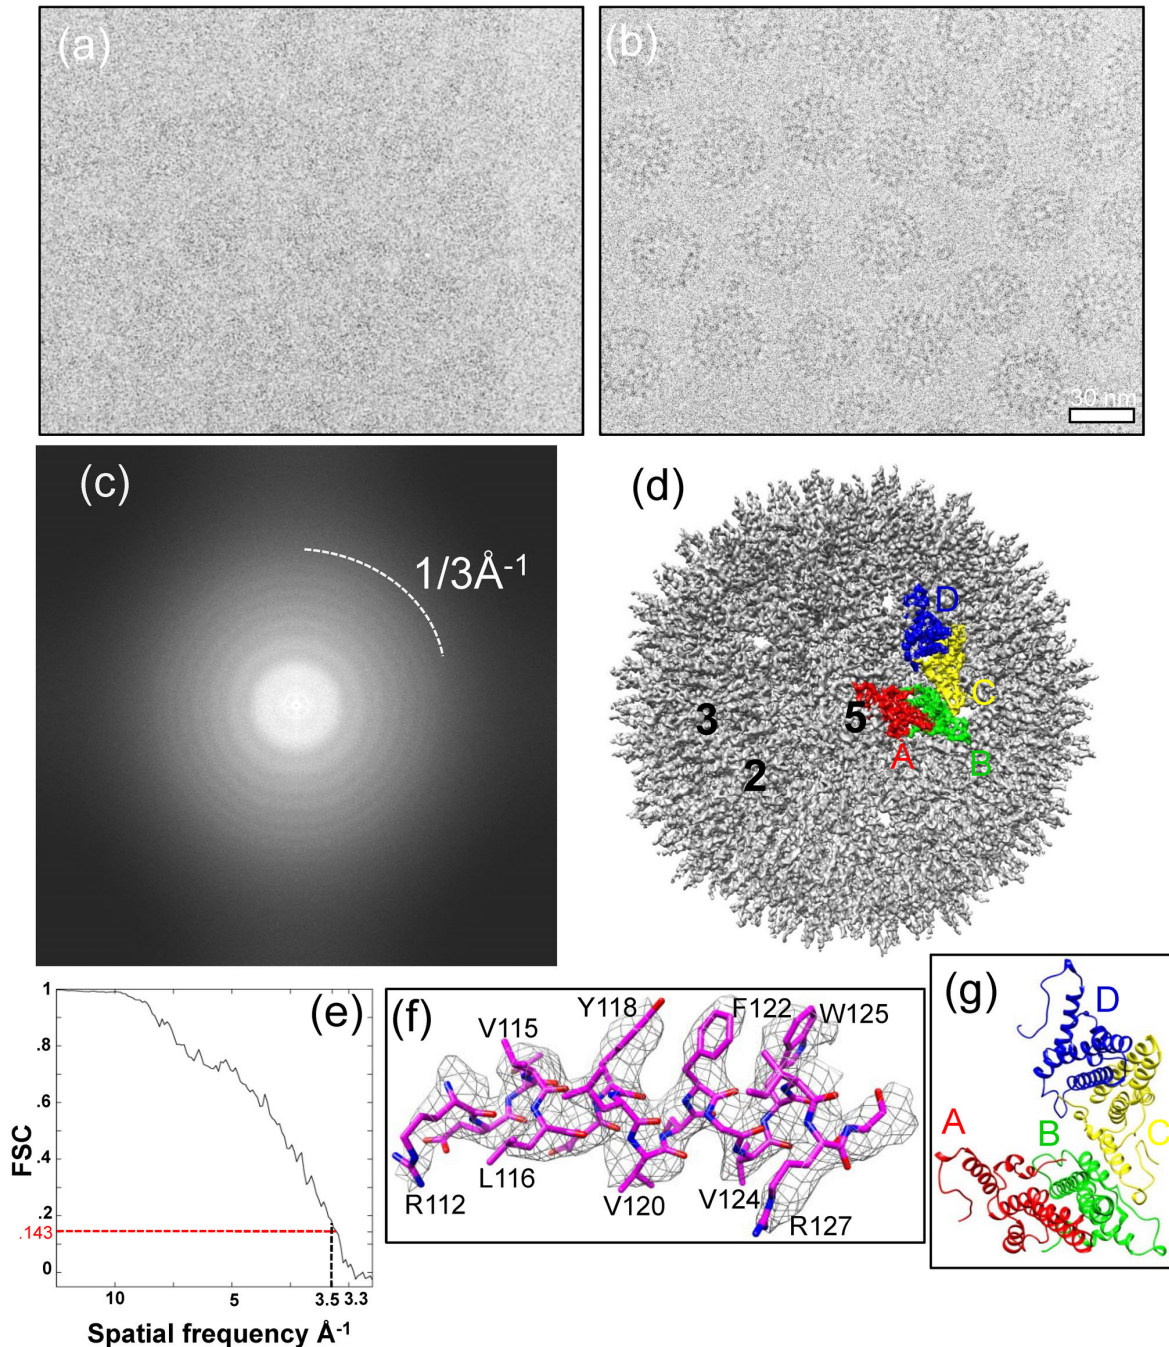 (a)
(b)
30 nm
(c)
1/3Å-1
(d)
D
C
5
A
B
3
2
(e)
1
.8
.6
.4
.2
.143
0
10
5
3.5
3.3
FSC
Spatial frequency Å-1
(f)
Y118
F122
W125
V115
R112
L116
V120
V124
R127
(g)
D
A
B
C